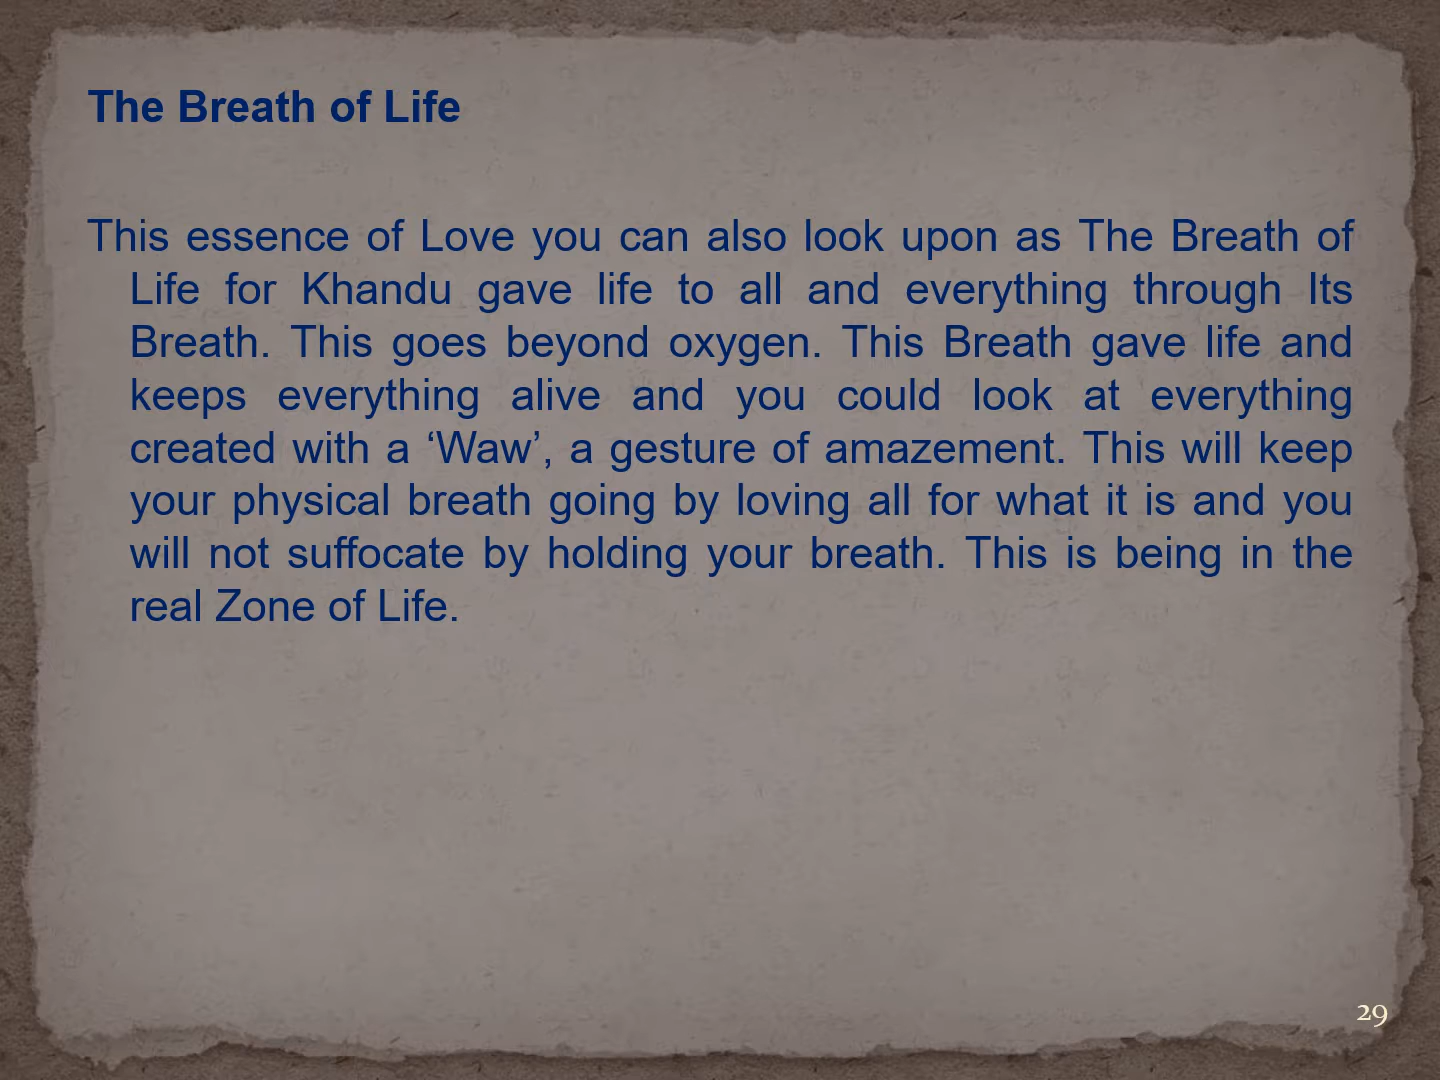 The Breath of Life
This essence of Love you can also look upon as The Breath of
Life for Khandu gave life to all and everything through Its
Breath. This goes beyond oxygen. This Breath gave life and
keeps everything alive and you could look at everything
created with a ‘Waw’, a gesture of amazement. This will keep
your physical breath going by loving all for what it is and you
will not suffocate by holding your breath. This is being in the
real Zone of Life.
29